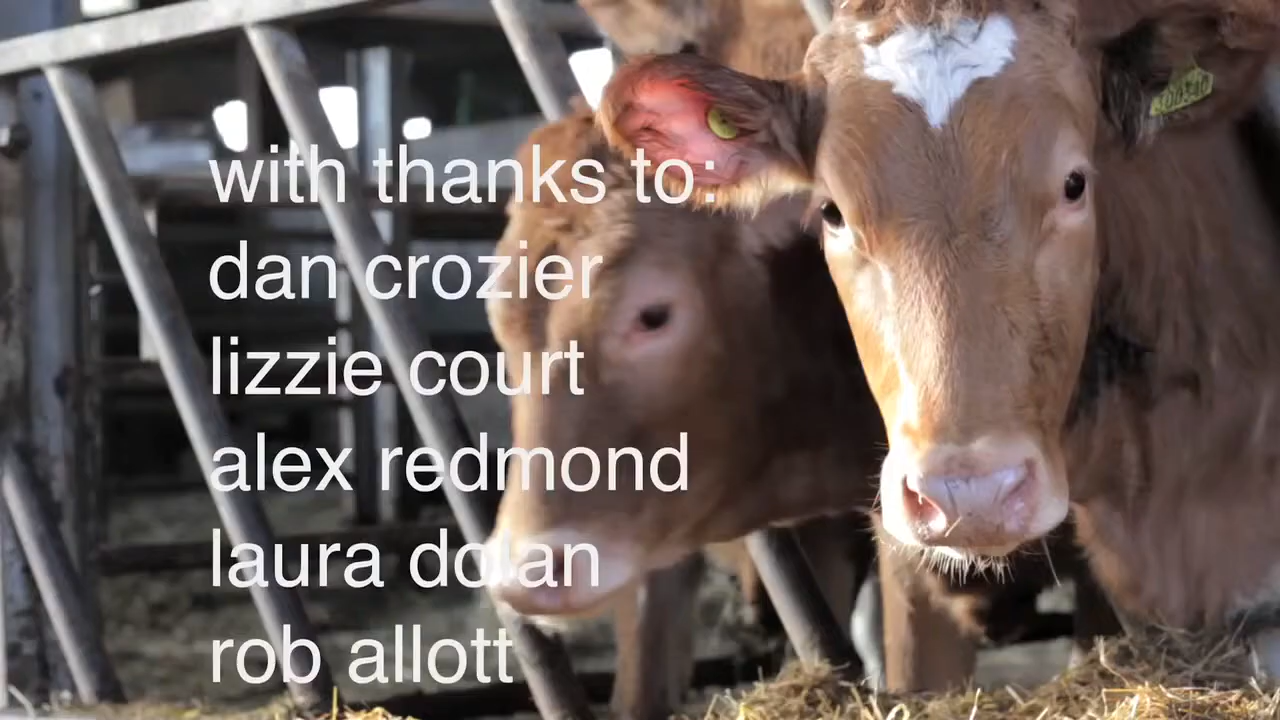 with thanks to:
dan crozier
lizzie court
alex redmond
laura dolan
rob allott